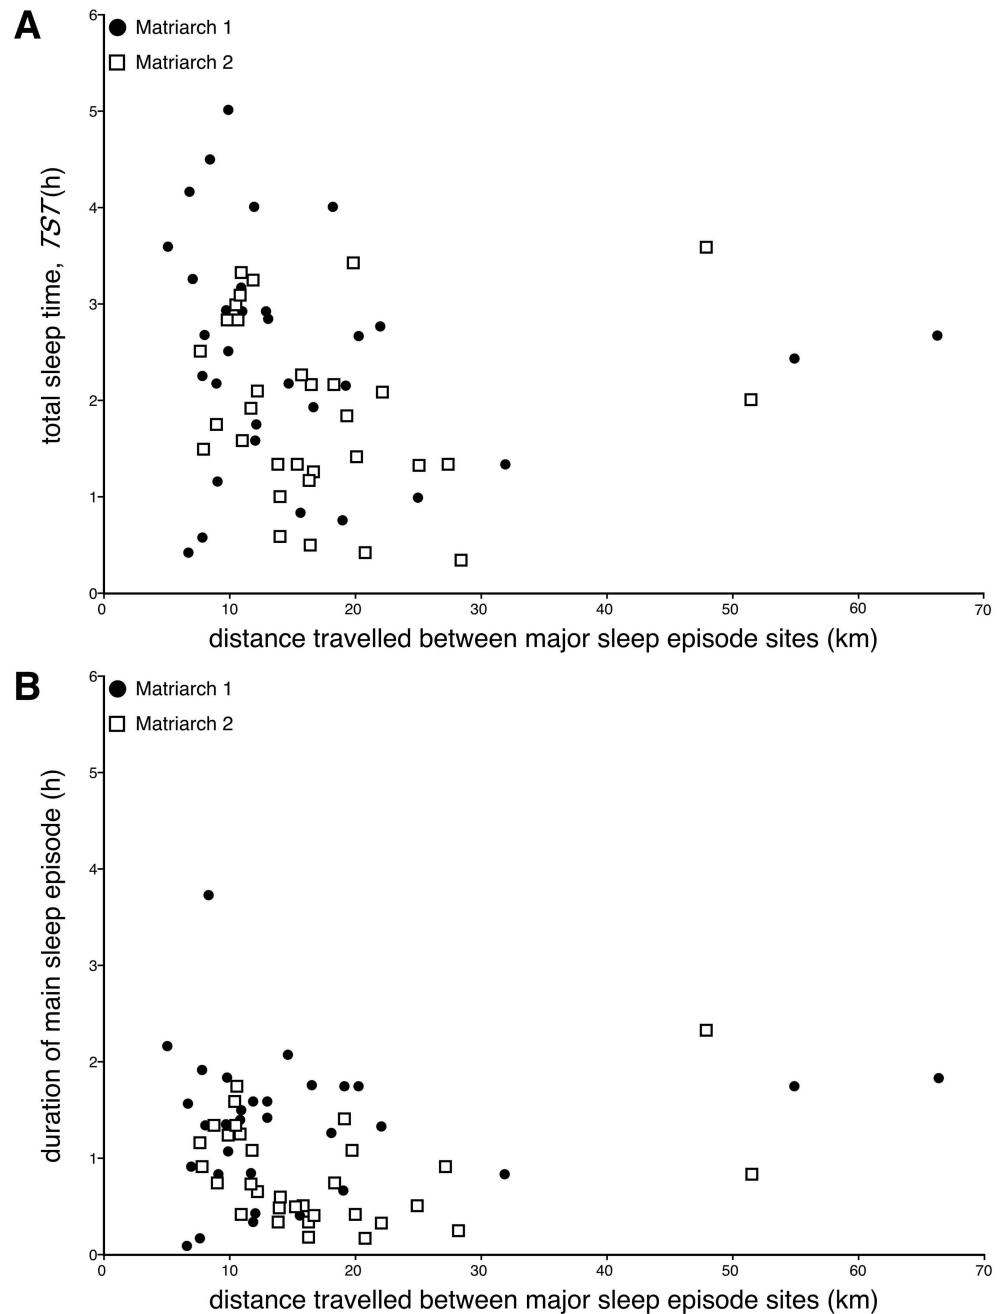 A
6
Matriarch 1
Matriarch 2
5
4
3
2
1
0
total sleep time, TST(h)
0 10 20 30 40 50 60 70
distance travelled between major sleep episode sites (km)
B
6
Matriarch 1
Matriarch 2
5
4
3
2
1
0
duration of main sleep episode (h)
0 10 20 30 40 50 60 70
distance travelled between major sleep episode sites (km)